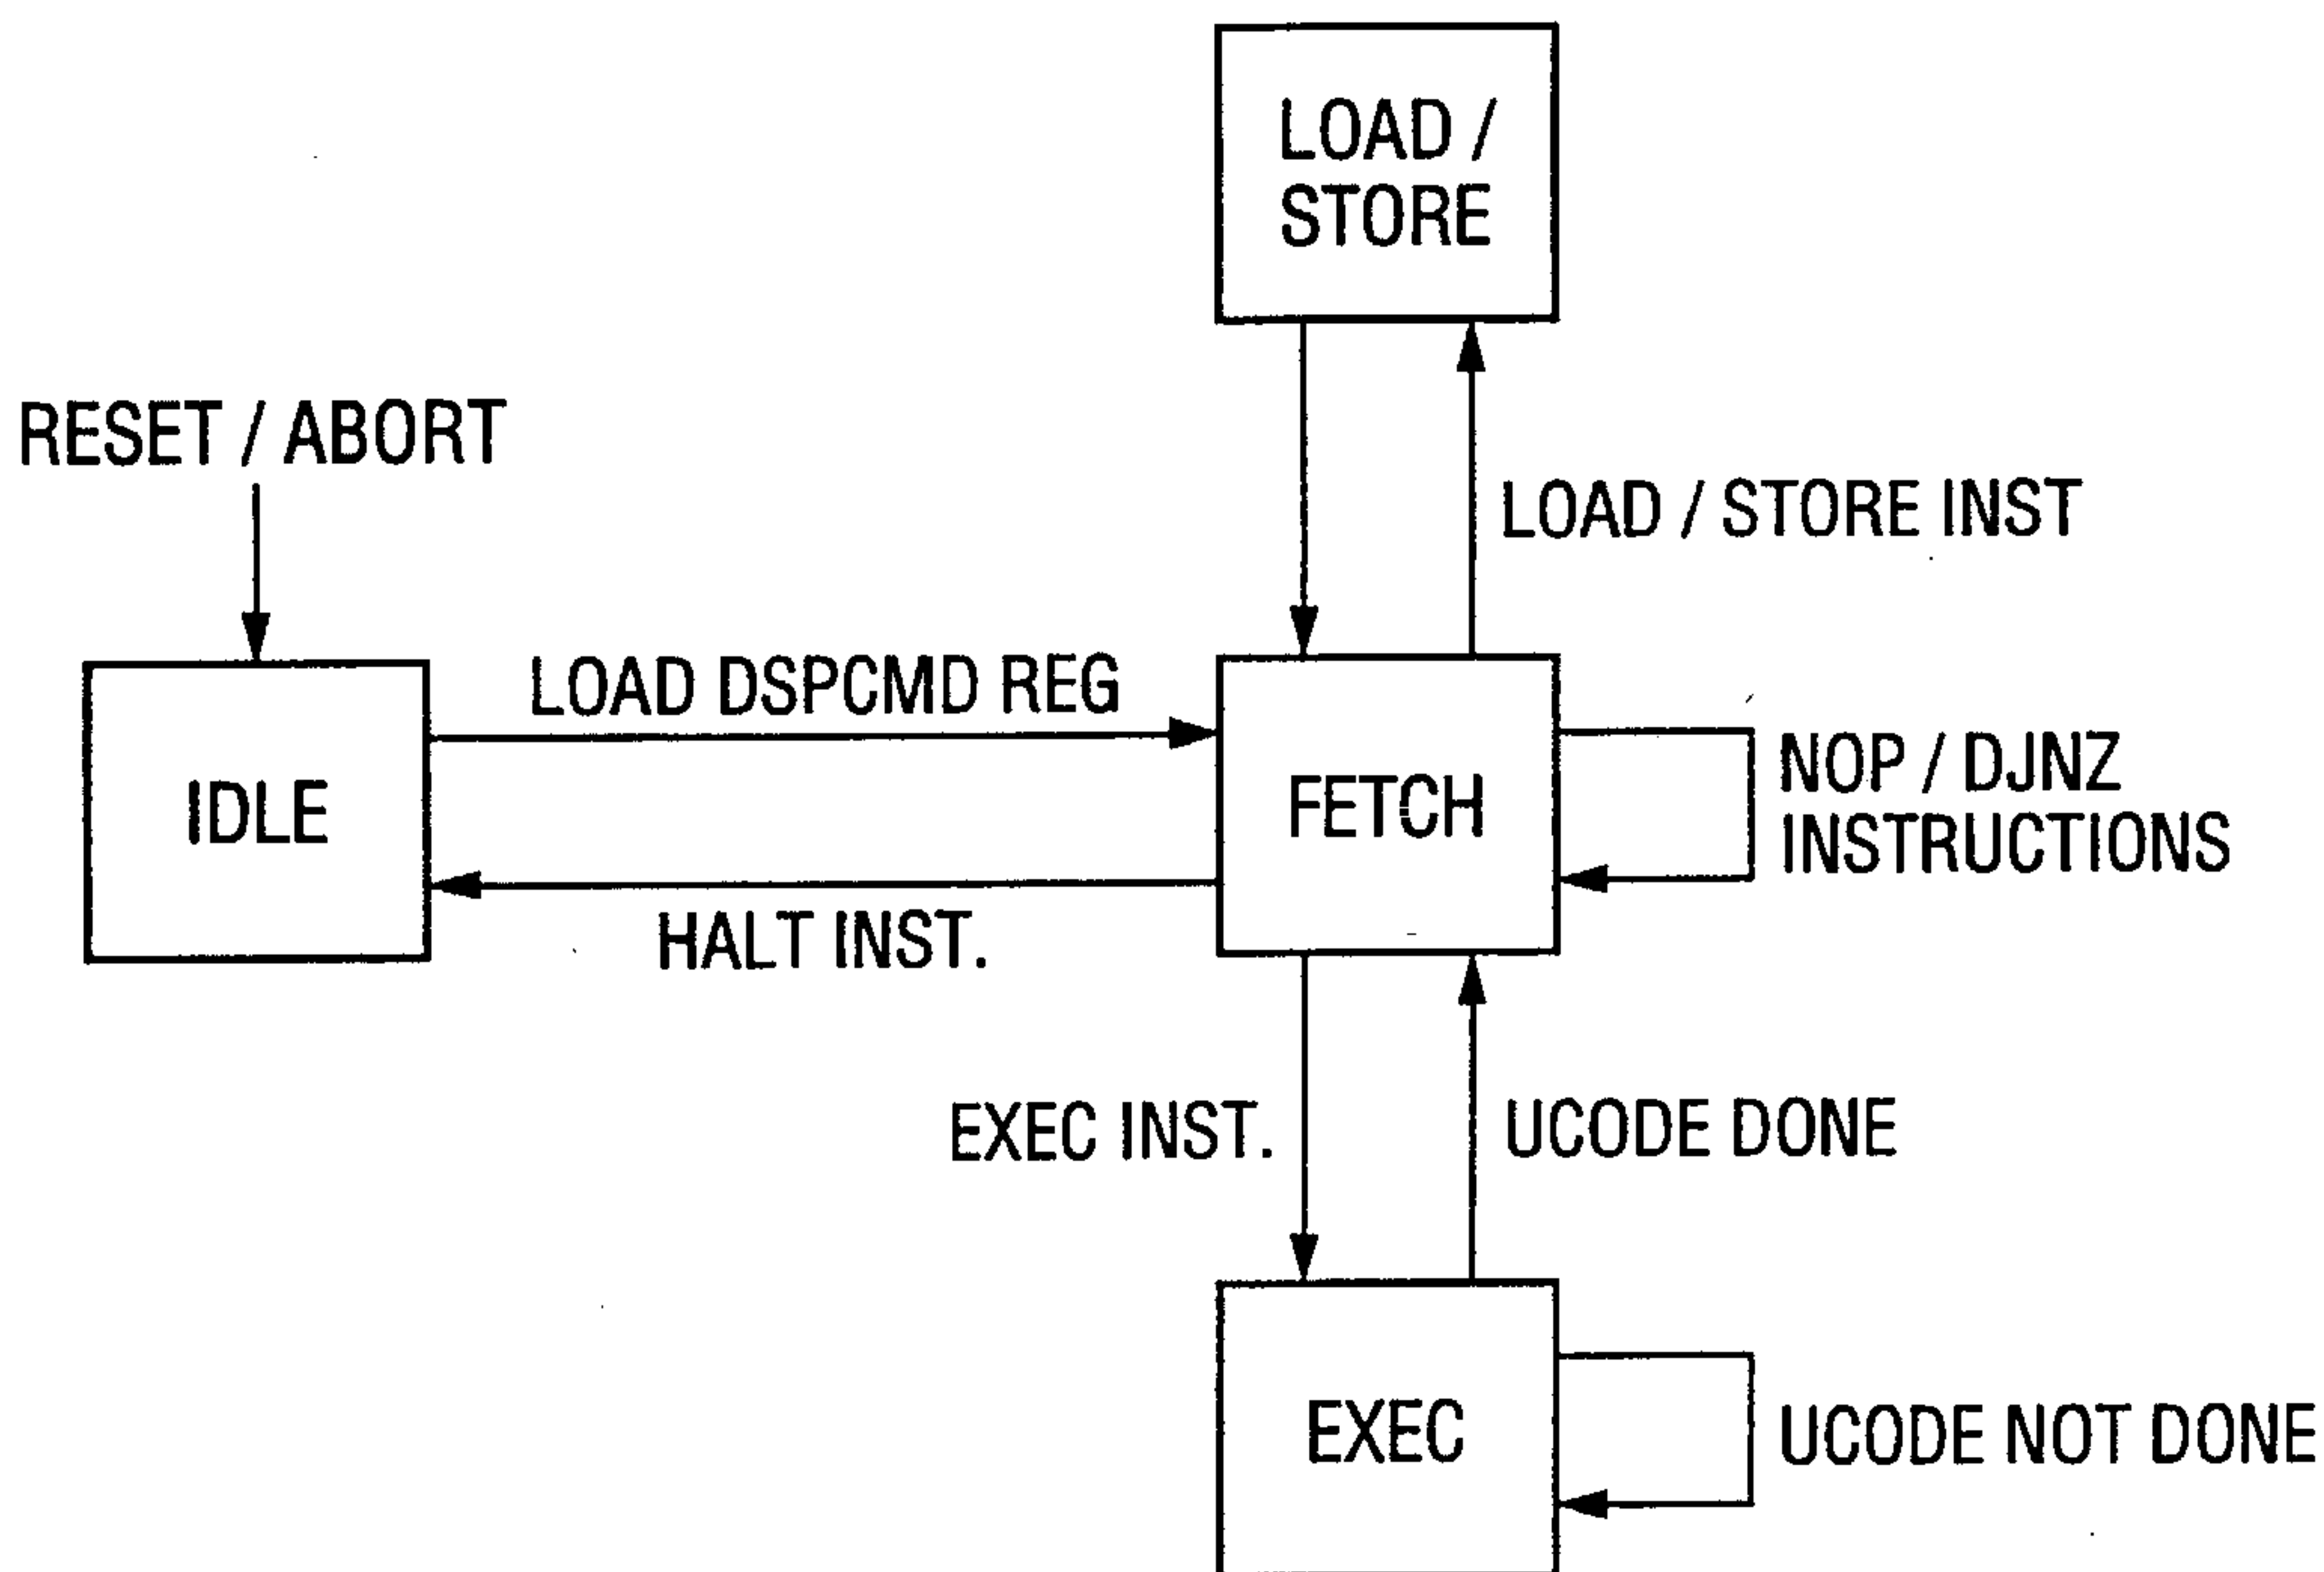 LOAD /
STORE
RESET / ABORT
LOAD / STORE INST
LOAD DSPCMD REG
IDLE
FETCH
NOP / DJNZ
INSTRUCTIONS
HALT INST.
EXEC INST.
UCODE DONE
EXEC
UCODE NOT DONE